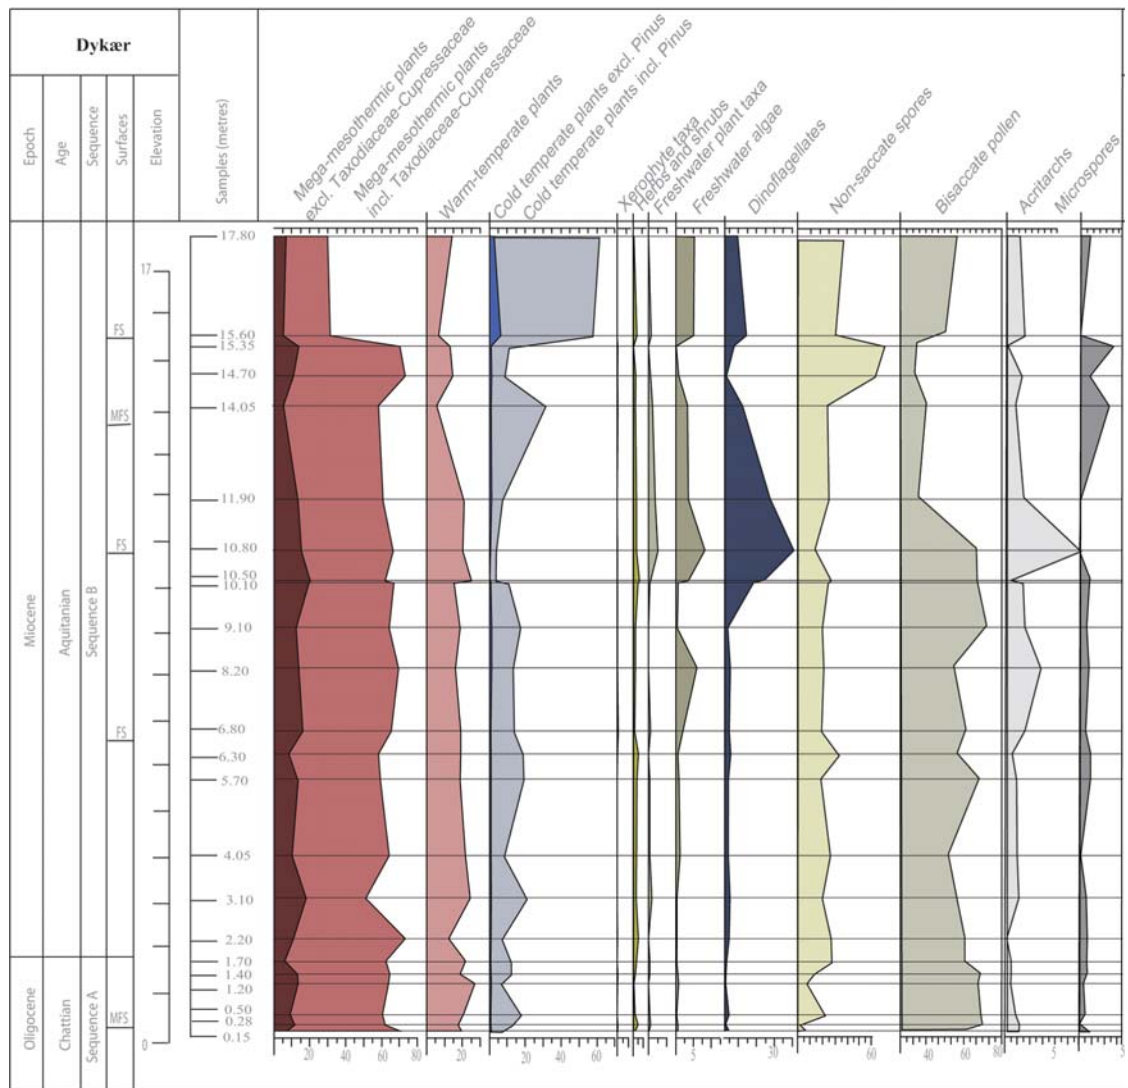 Dykær
Epoch
Age
Sequence
Surfaces
Elevation
Samples (metres)
Mega-mesothermic plants
excl. Taxodiaceae-Cupressaceae
Mega-mesothermic plants
incl. Taxodiaceae-Cupressaceae
Warm-temperate plants
Cold temperate plants excl. Pinus
Cold temperate plants incl. Pinus
Xerophyte taxa
Herbs and shrubs
Freshwater plant taxa
Freshwater algae
Dinoflagellates
Non-saccate spores
Bisaccate pollen
Acritarchs
Microspores
Miocene
Oligocene
Aquitanian
Chattian
Sequence B
Sequence A
FS
MFS
FS
FS
MFS
17
0
17.80
15.60
15.35
14.70
14.05
11.90
10.80
10.50
10.10
9.10
8.20
6.80
6.30
5.70
4.05
3.10
2.20
1.70
1.40
1.20
0.50
0.28
0.15
20 40 60 80
20
20 40 60
5
30
60
40 60 80
5
5